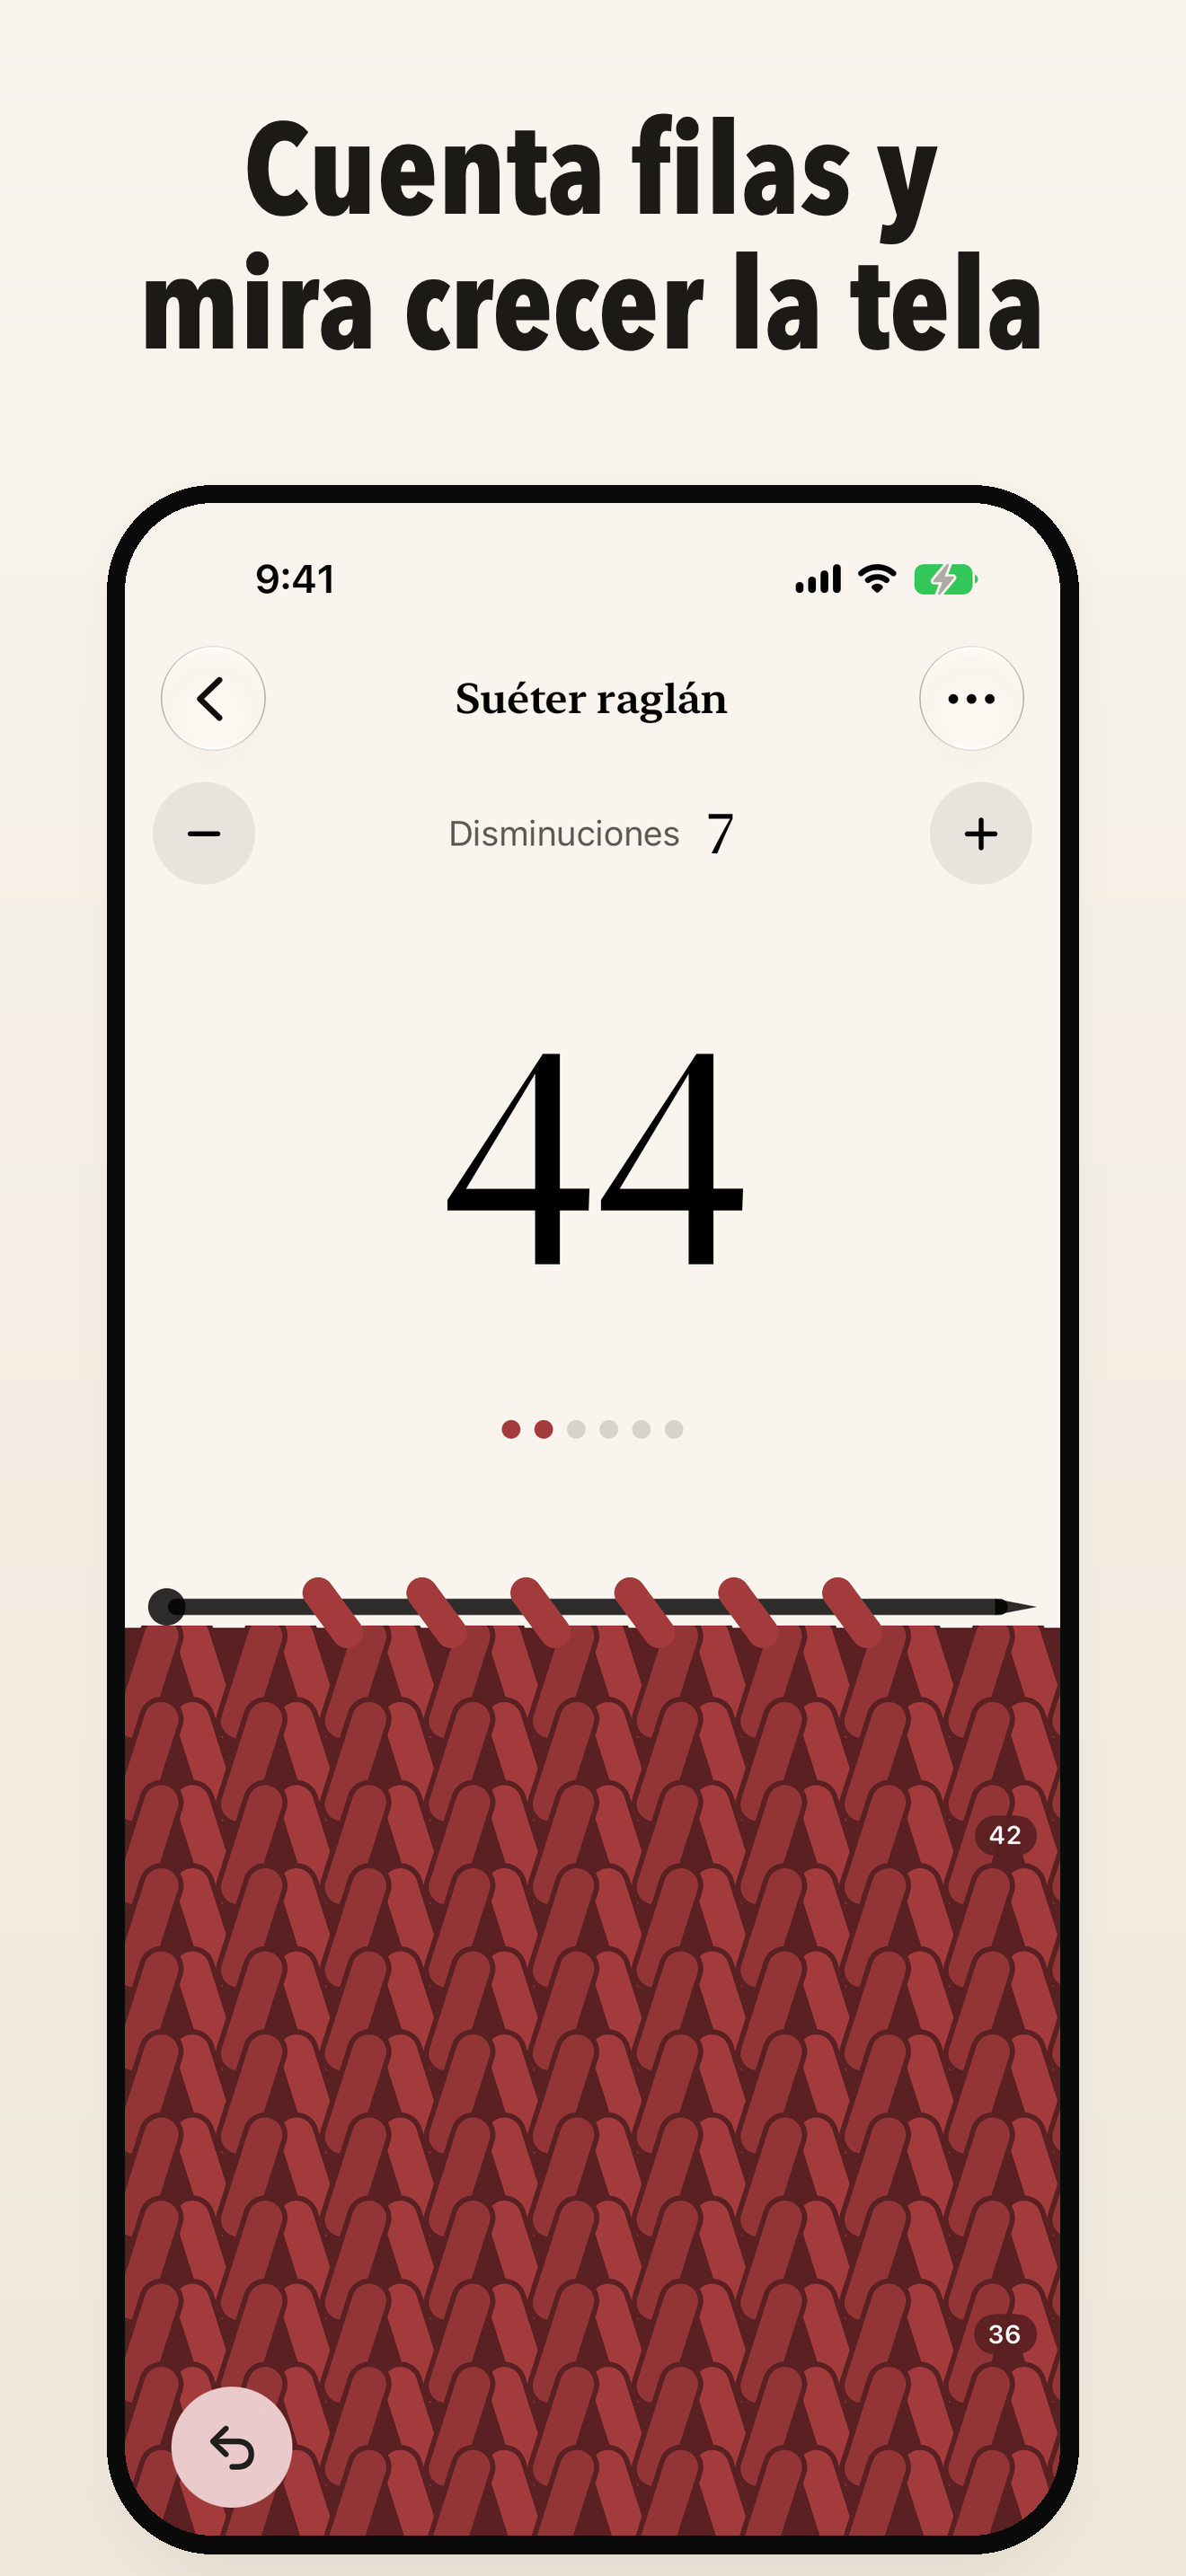 Cuenta filas y
mira crecer la tela
9:41
Suéter raglán
Disminuciones 7
44
42
36